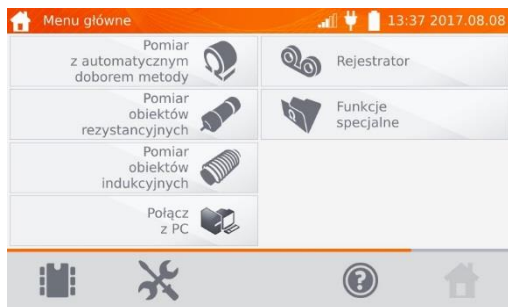 Menu główne
13:37 2017.08.08
Pomiar
z automatycznym
doborem metody
Rejestrator
Pomiar
obiektów
rezystancyjnych
Funkcje
specjalne
Pomiar
obiektów
indukcyjnych
Połącz
z PC